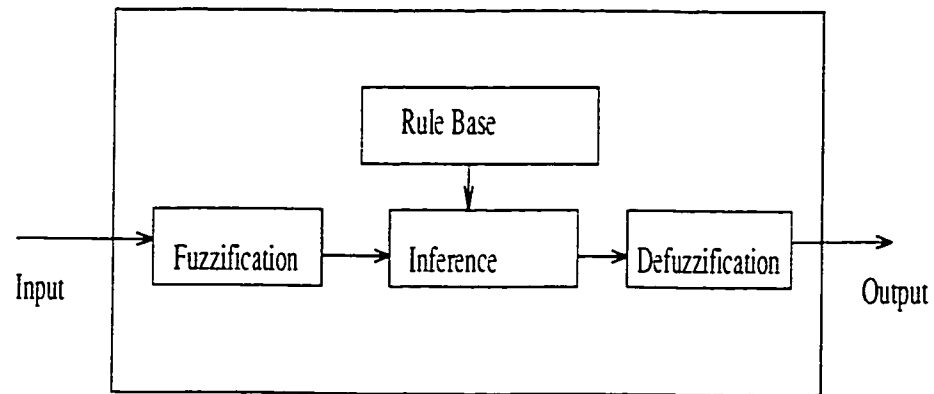 Rule Base
Fuzzification
Inference
Defuzzification
Input
Output